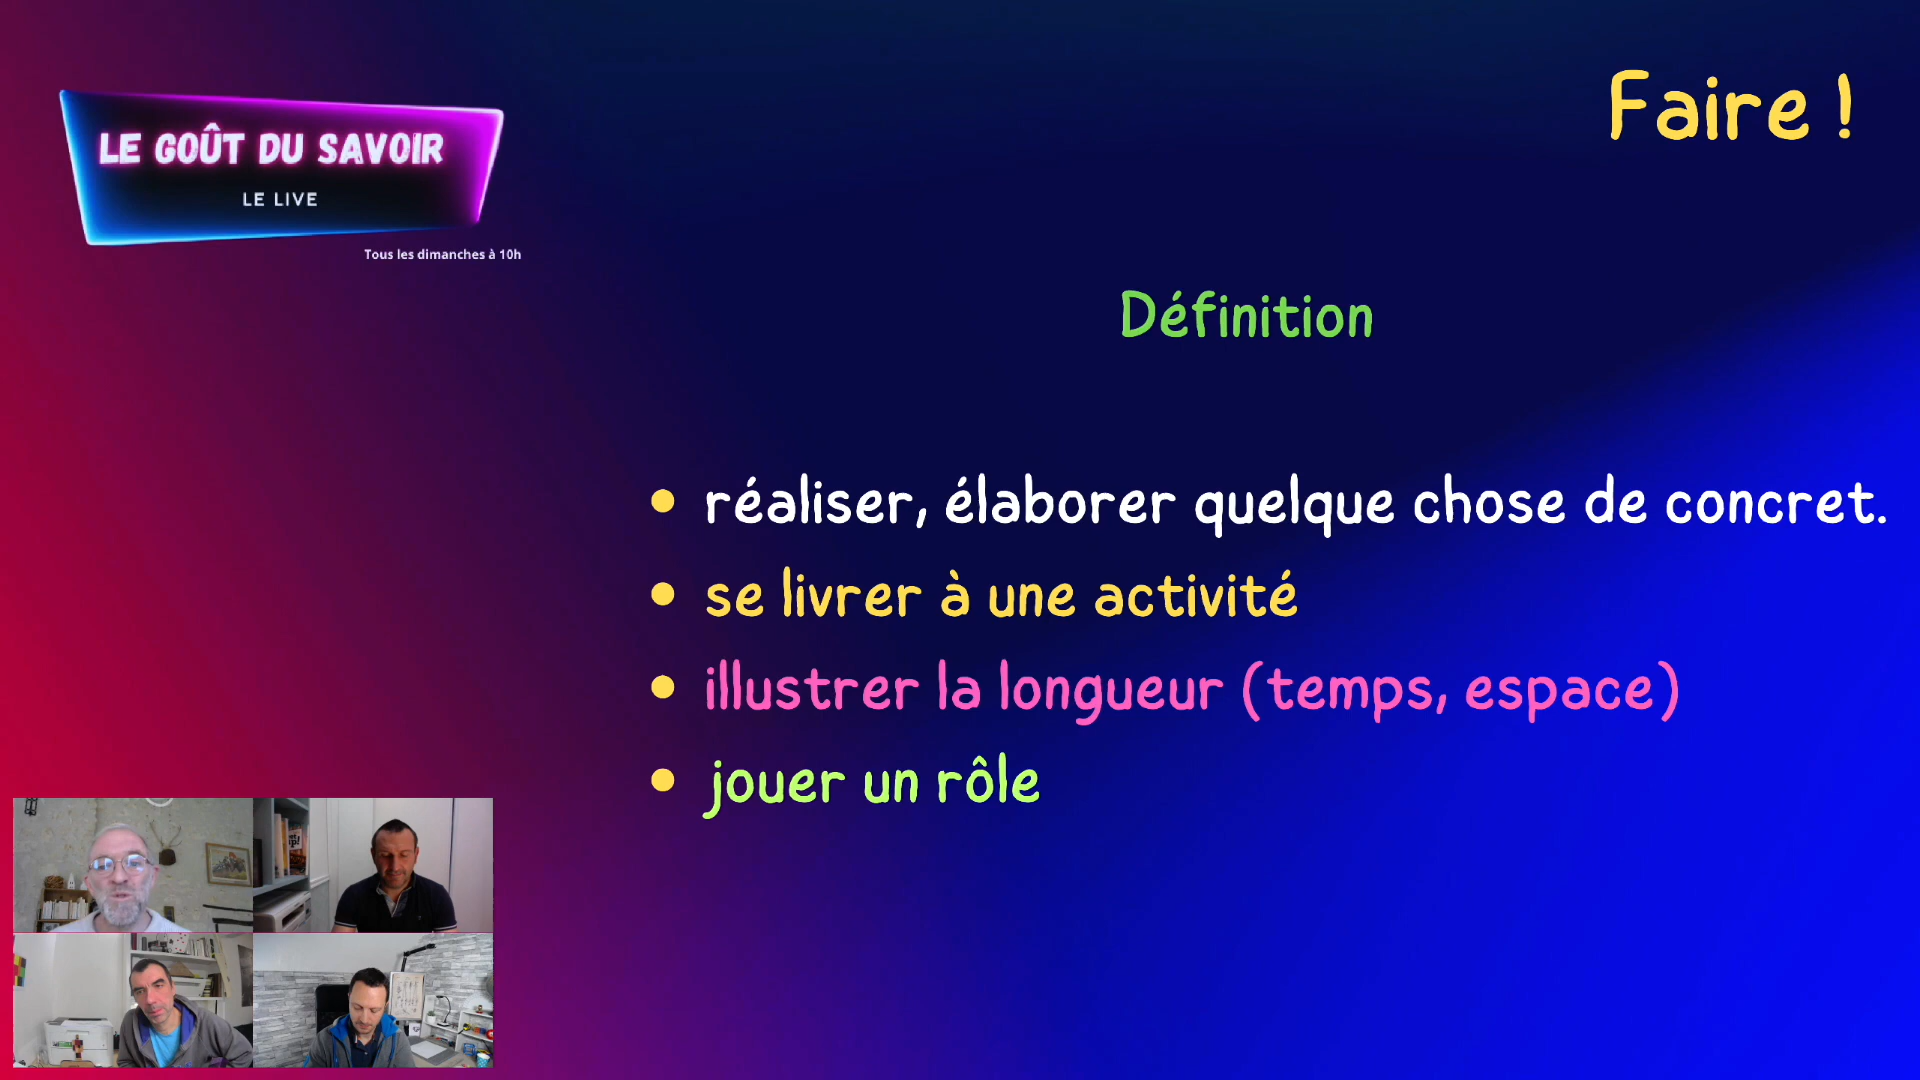 LE GOÛT DU SAVOIR
LE LIVE
Tous les dimanches à 10h
Faire !
Définition
réaliser, élaborer quelque chose de concret.
se livrer à une activité
illustrer la longueur (temps, espace)
jouer un rôle